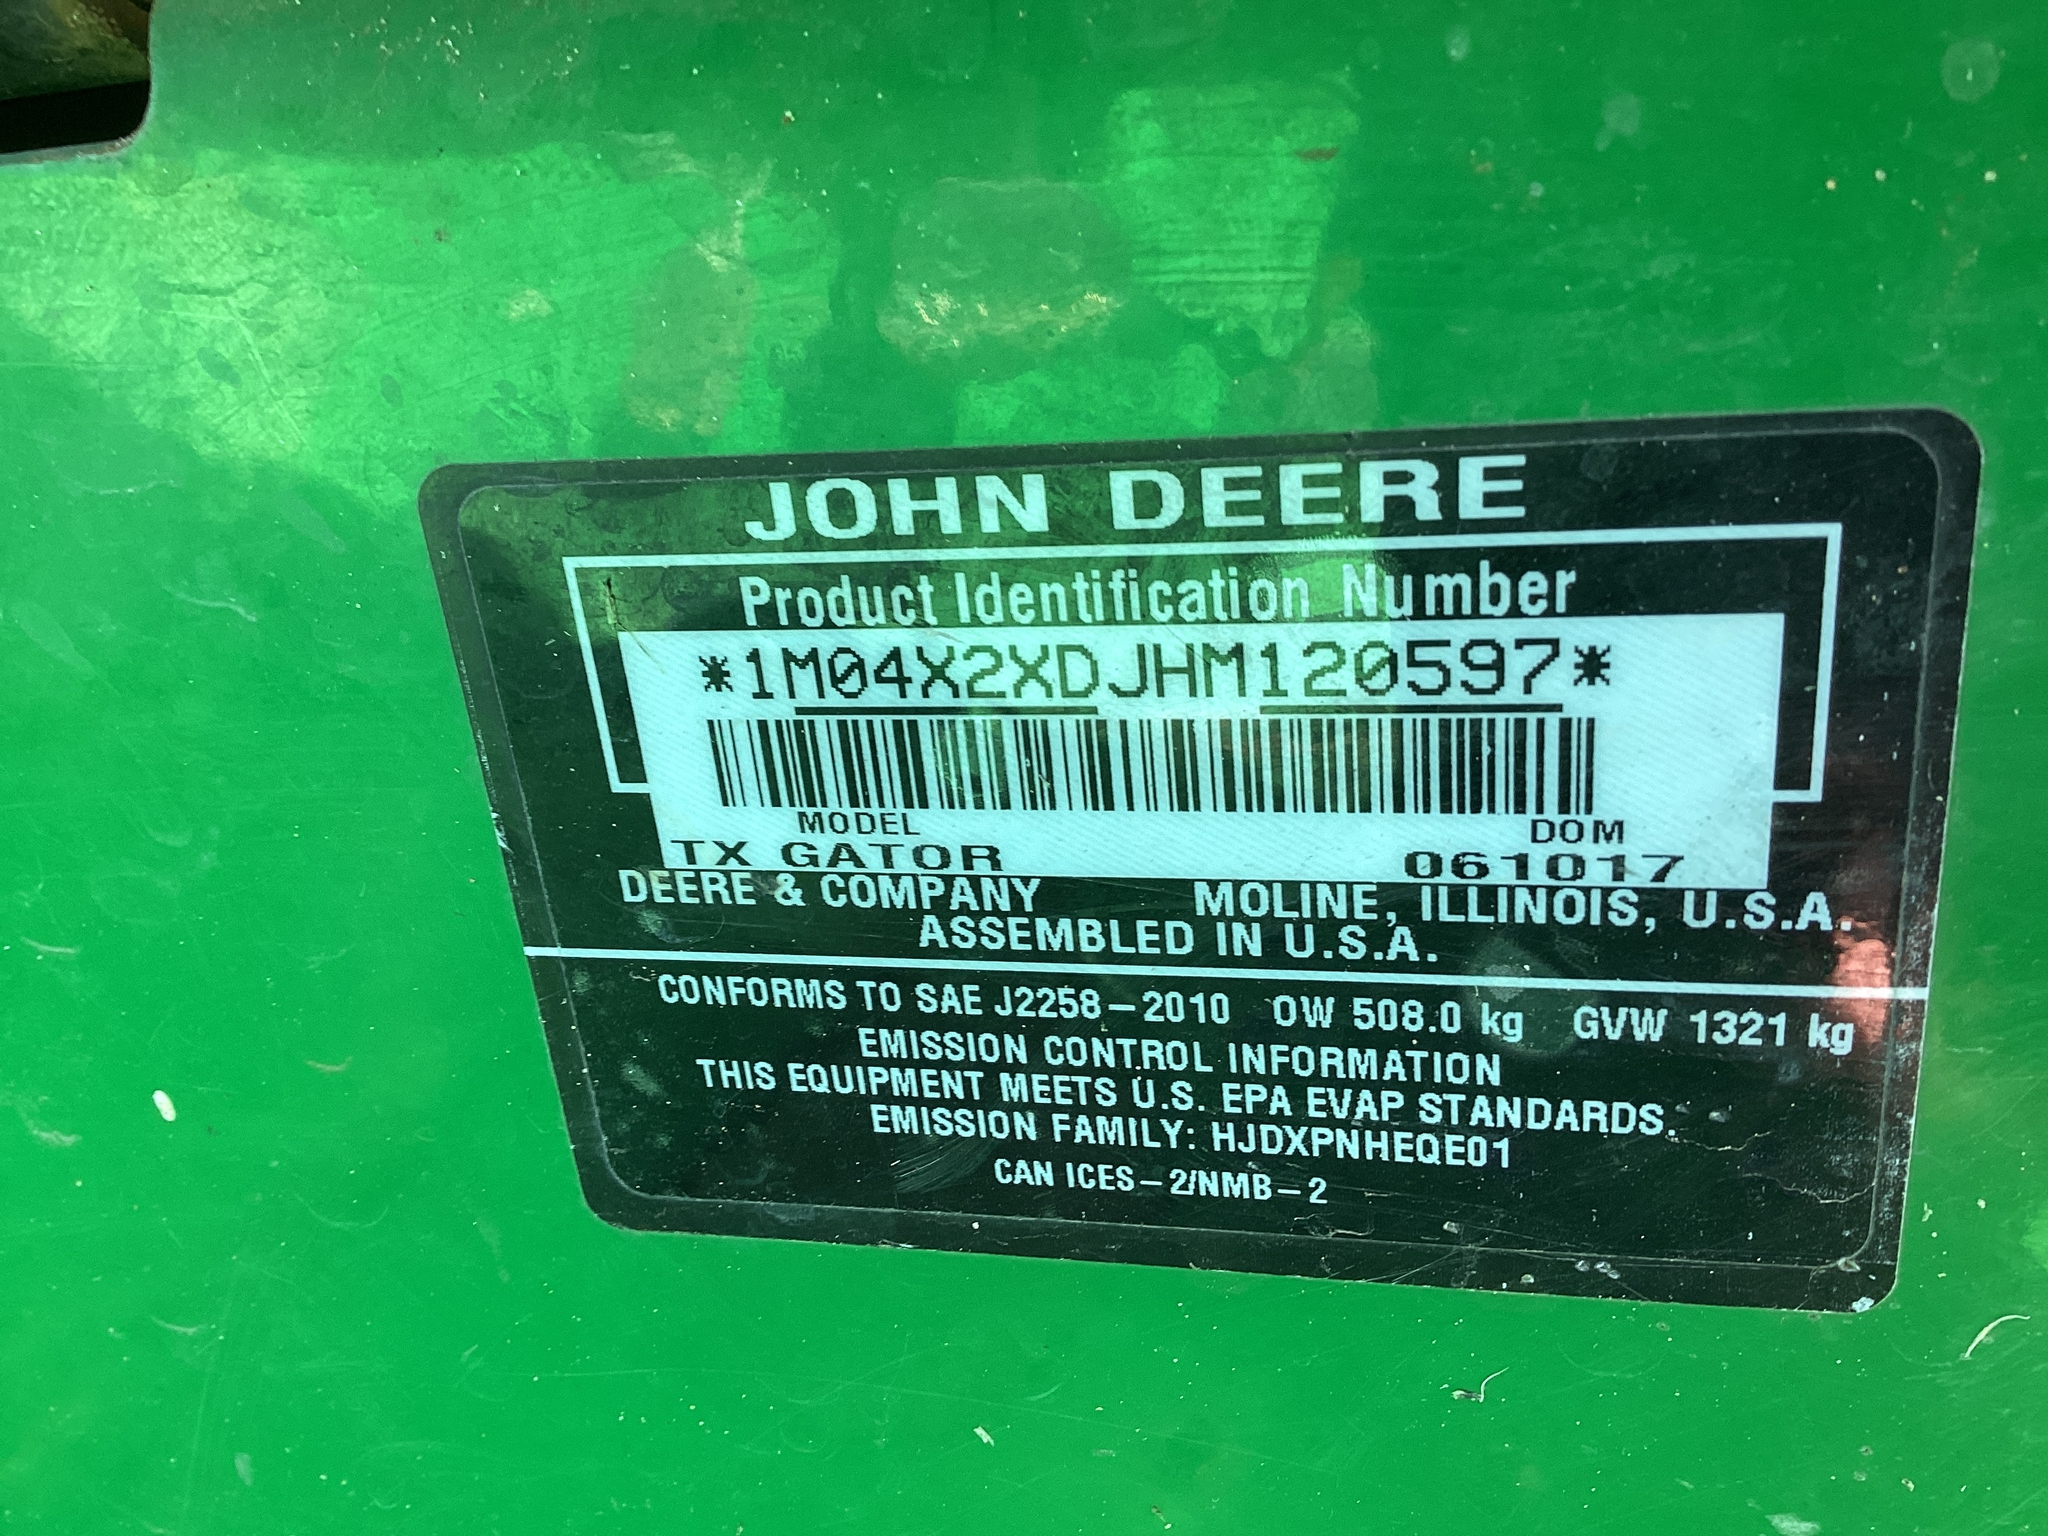 JOHN DEERE
Product Identification Number
*1M04X2XDJHM120597*
MODEL DOM
TX GATOR 061017
DEERE & COMPANY MOLINE, ILLINOIS, U.S.A.
ASSEMBLED IN U.S.A.
CONFORMS TO SAE J2258-2010 OW 508.0 kg GVW 1321 kg
EMISSION CONTROL INFORMATION
THIS EQUIPMENT MEETS U.S. EPA EVAP STANDARDS.
EMISSION FAMILY: HJDXPNHEQE01
CAN ICES-2/NMB-2